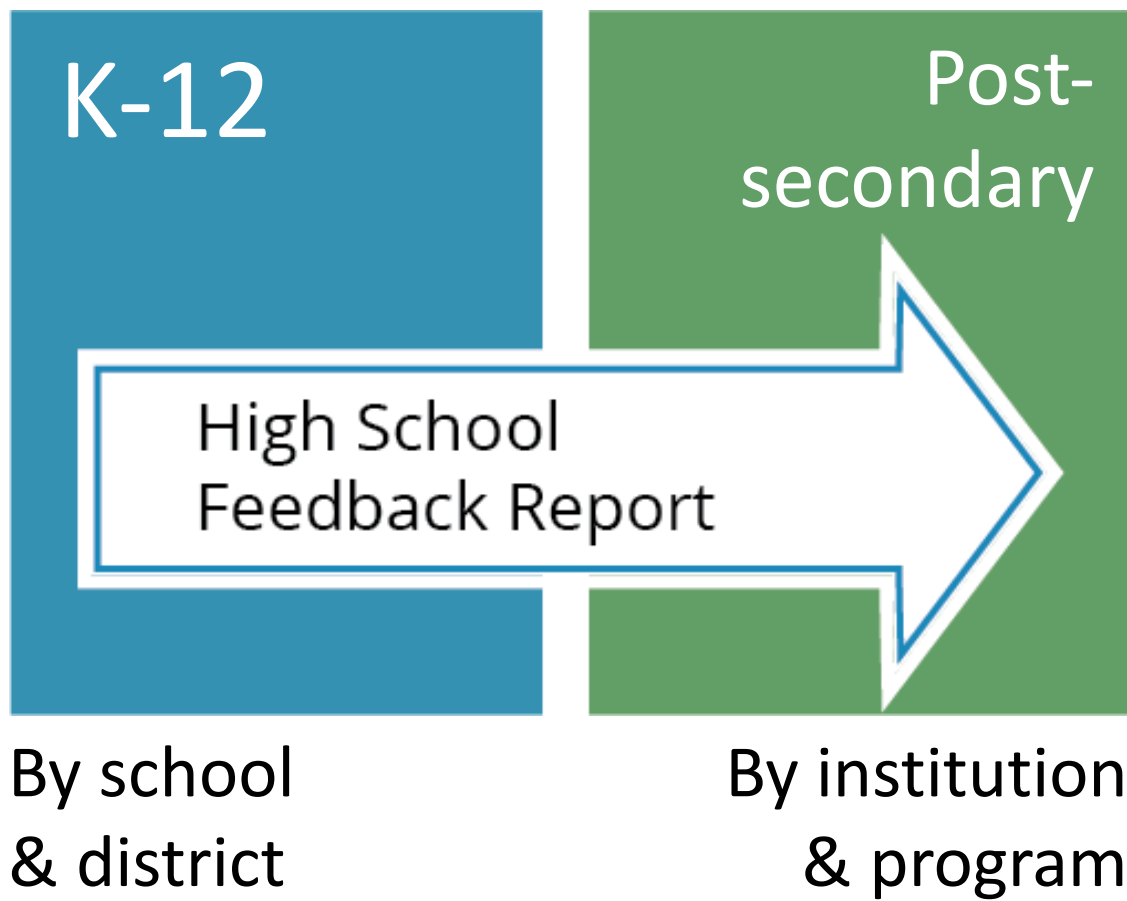 K-12
Post-
secondary
High School
Feedback Report
By school
& district
By institution
& program